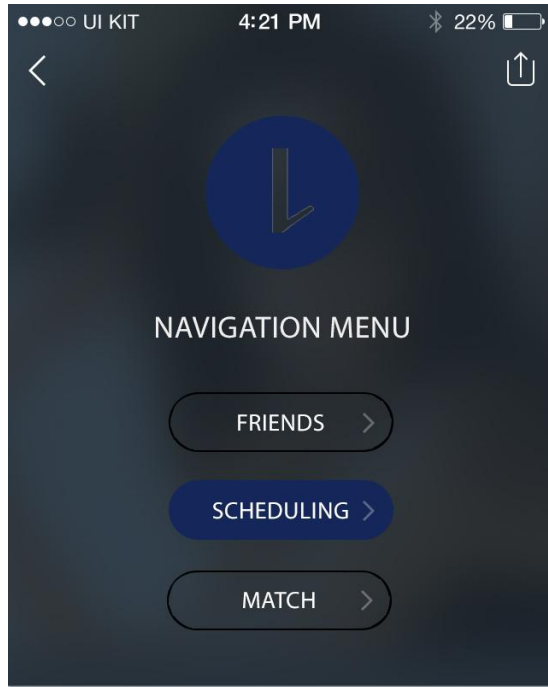 UI KIT 4:21 PM 22%
NAVIGATION MENU
FRIENDS
SCHEDULING
MATCH